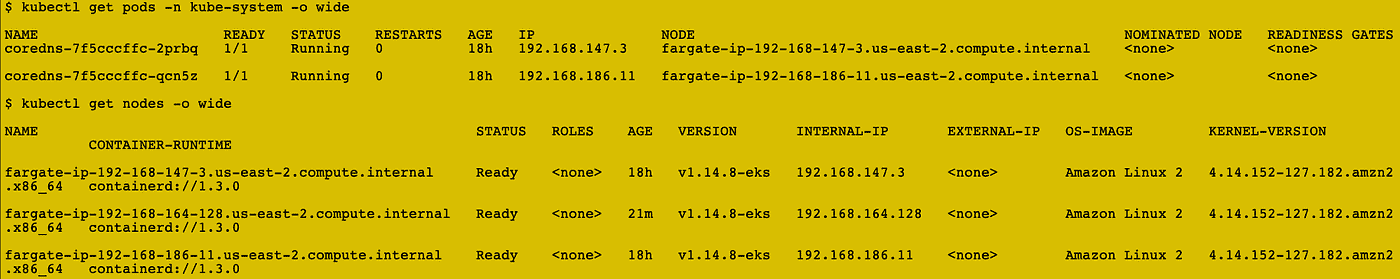 $ kubectl get pods -n kube-system -o wide
NAME READY STATUS RESTARTS AGE IP NODE NOMINATED NODE READINESS GATES
coredns-7f5cccffc-2prbq 1/1 Running 0 18h 192.168.147.3 fargate-ip-192-168-147-3.us-east-2.compute.internal <none> <none>
coredns-7f5cccffc-qcn5z 1/1 Running 0 18h 192.168.186.11 fargate-ip-192-168-186-11.us-east-2.compute.internal <none> <none>
$ kubectl get nodes -o wide
NAME STATUS ROLES AGE VERSION INTERNAL-IP EXTERNAL-IP OS-IMAGE KERNEL-VERSION
CONTAINER-RUNTIME
fargate-ip-192-168-147-3.us-east-2.compute.internal Ready <none> 18h v1.14.8-eks 192.168.147.3 <none> Amazon Linux 2 4.14.152-127.182.amzn2
.x86_64 containerd://1.3.0
fargate-ip-192-168-164-128.us-east-2.compute.internal Ready <none> 21m v1.14.8-eks 192.168.164.128 <none> Amazon Linux 2 4.14.152-127.182.amzn2
.x86_64 containerd://1.3.0
fargate-ip-192-168-186-11.us-east-2.compute.internal Ready <none> 18h v1.14.8-eks 192.168.186.11 <none> Amazon Linux 2 4.14.152-127.182.amzn2
.x86_64 containerd://1.3.0